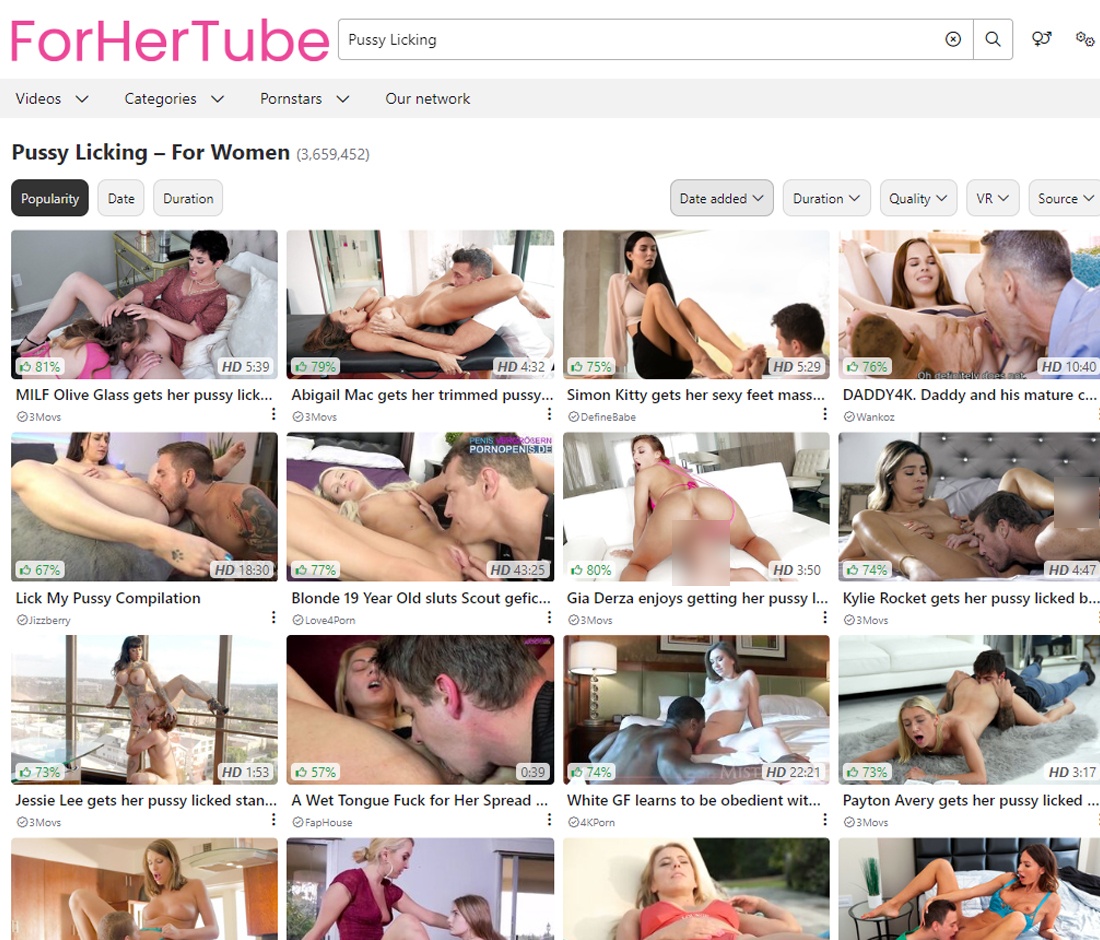 ForHerTube
Pussy Licking
Videos Categories Pornstars Our network
Pussy Licking – For Women (3,659,452)
Popularity Date Duration Date added Duration Quality VR Source
81% HD 5:39 79% HD 4:32 75% HD 5:29 Oh definitely does not. 76% HD 10:40
MILF Olive Glass gets her pussy lick... Abigail Mac gets her trimmed pussy... Simon Kitty gets her sexy feet mass... DADDY4K. Daddy and his mature c...
3Movs 3Movs DefineBabe Wankoz
PENIS VERGRÖßERN
PORNOPENIS.DE
67% HD 18:30 77% HD 43:25 80% HD 3:50 74% HD 4:47
Lick My Pussy Compilation Blonde 19 Year Old sluts Scout gefic... Gia Derza enjoys getting her pussy l... Kylie Rocket gets her pussy licked b...
Jizzberry Love4Porn 3Movs 3Movs
73% HD 1:53 57% 0:39 74% HD 22:21 73% HD 3:17
Jessie Lee gets her pussy licked stan... A Wet Tongue Fuck for Her Spread ... White GF learns to be obedient wit... Payton Avery gets her pussy licked ...
3Movs FapHouse 4KPorn 3Movs